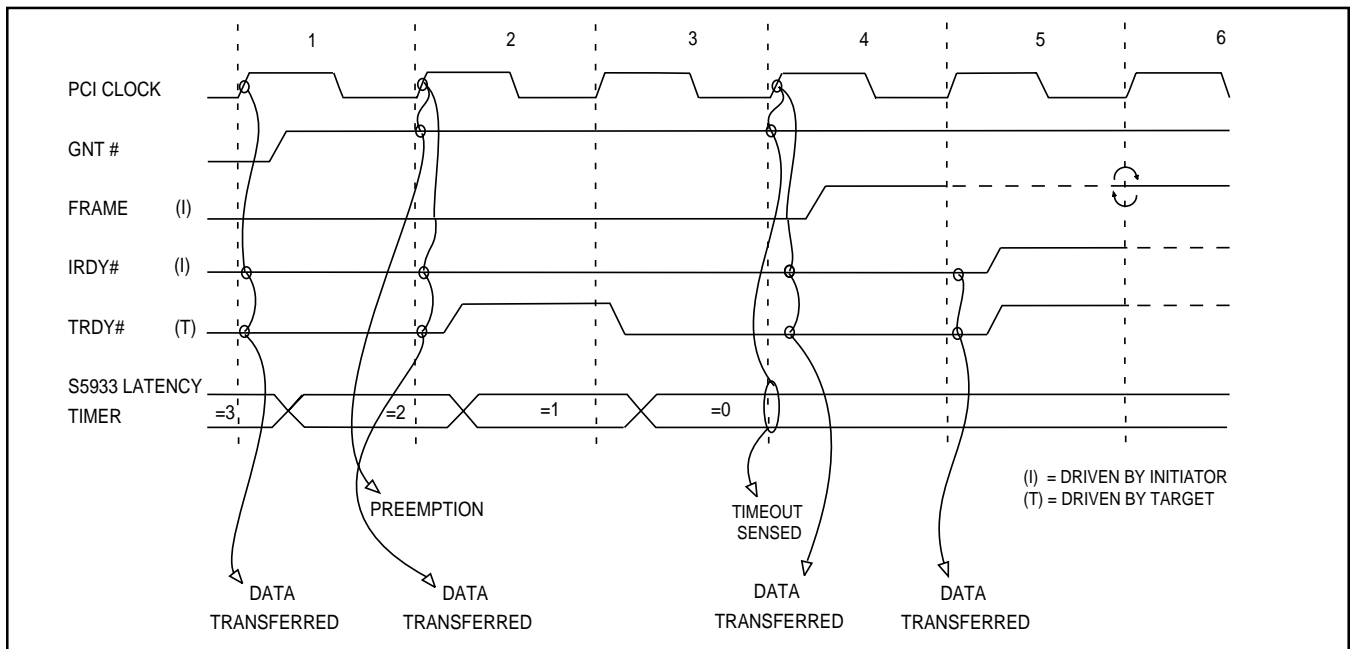 1 2 3 4 5 6
PCI CLOCK
GNT #
FRAME (I)
IRDY# (I)
TRDY# (T)
S5933 LATENCY
TIMER =3 =2 =1 =0
(I) = DRIVEN BY INITIATOR
(T) = DRIVEN BY TARGET
PREEMPTION
TIMEOUT
SENSED
DATA
TRANSFERRED
DATA
TRANSFERRED
DATA
TRANSFERRED
DATA
TRANSFERRED